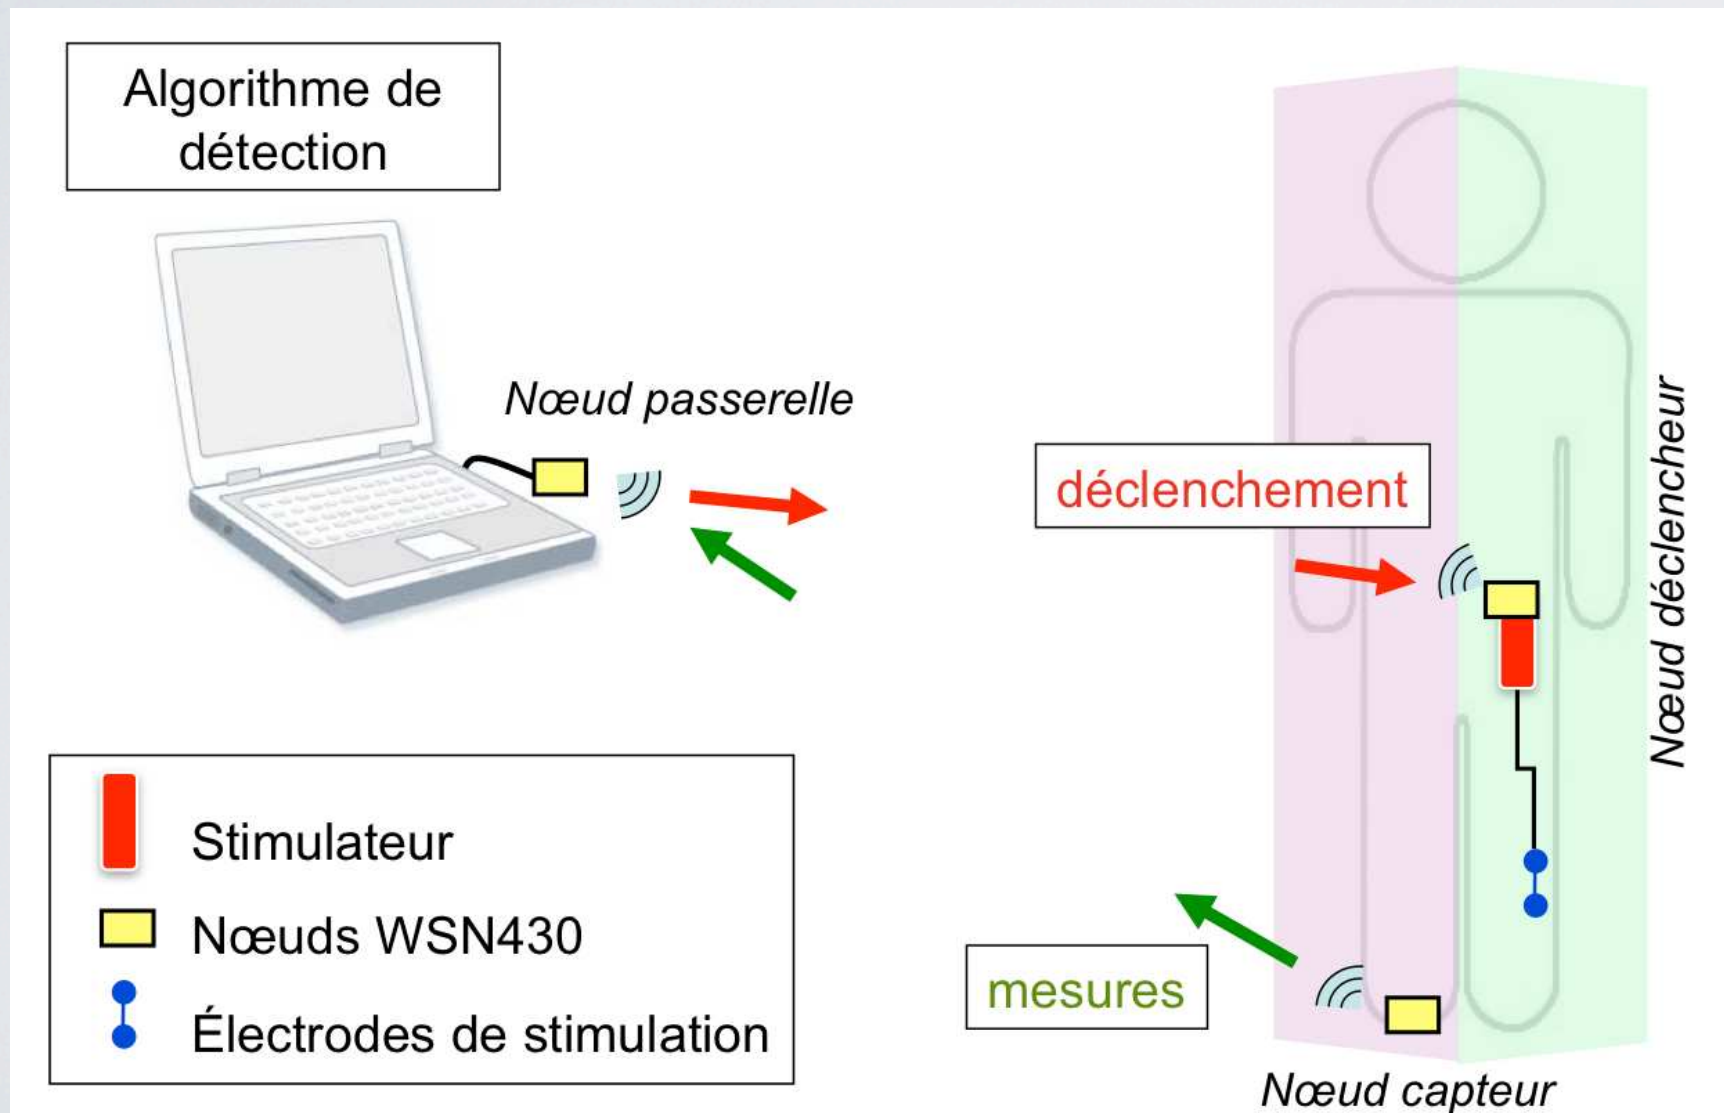 Algorithme de
détection
Nœud passerelle
déclenchement
Nœud déclencheur
Stimulateur
Nœuds WSN430
Électrodes de stimulation
mesures
Nœud capteur